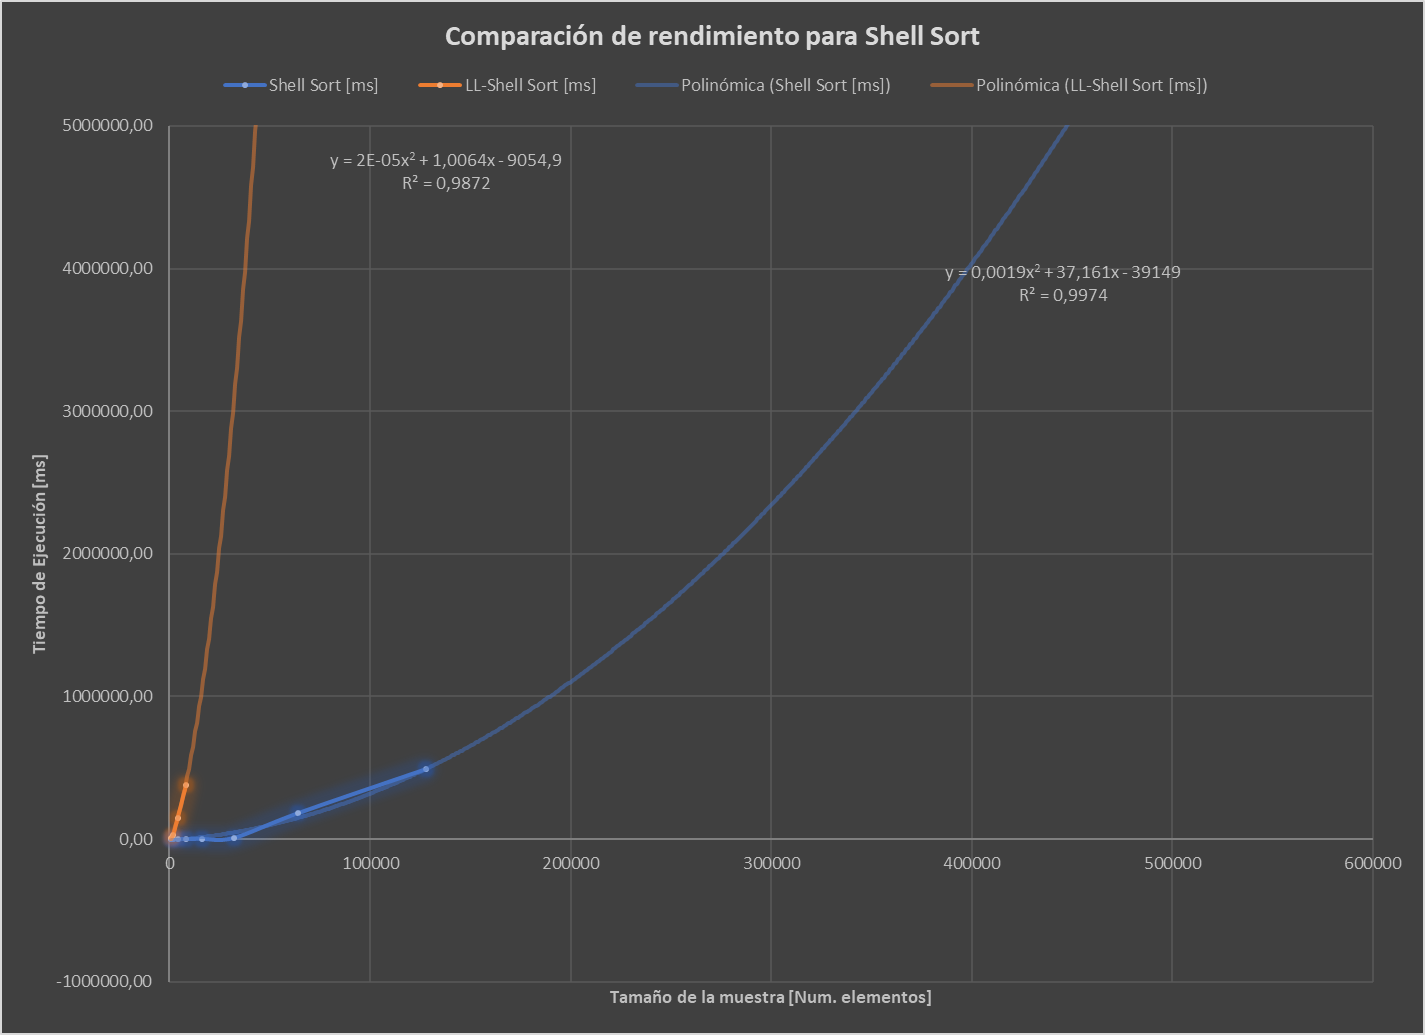 Comparación de rendimiento para Shell Sort
Shell Sort [ms] LL-Shell Sort [ms] Polinómica (Shell Sort [ms]) Polinómica (LL-Shell Sort [ms])
5000000,00
y = 2E-05x² + 1,0064x - 9054,9
R² = 0,9872
4000000,00
y = 0,0019x² + 37,161x - 39149
R² = 0,9974
3000000,00
2000000,00
1000000,00
0,00
-1000000,00
Tiempo de Ejecución [ms]
0 100000 200000 300000 400000 500000 600000
Tamaño de la muestra [Num. elementos]